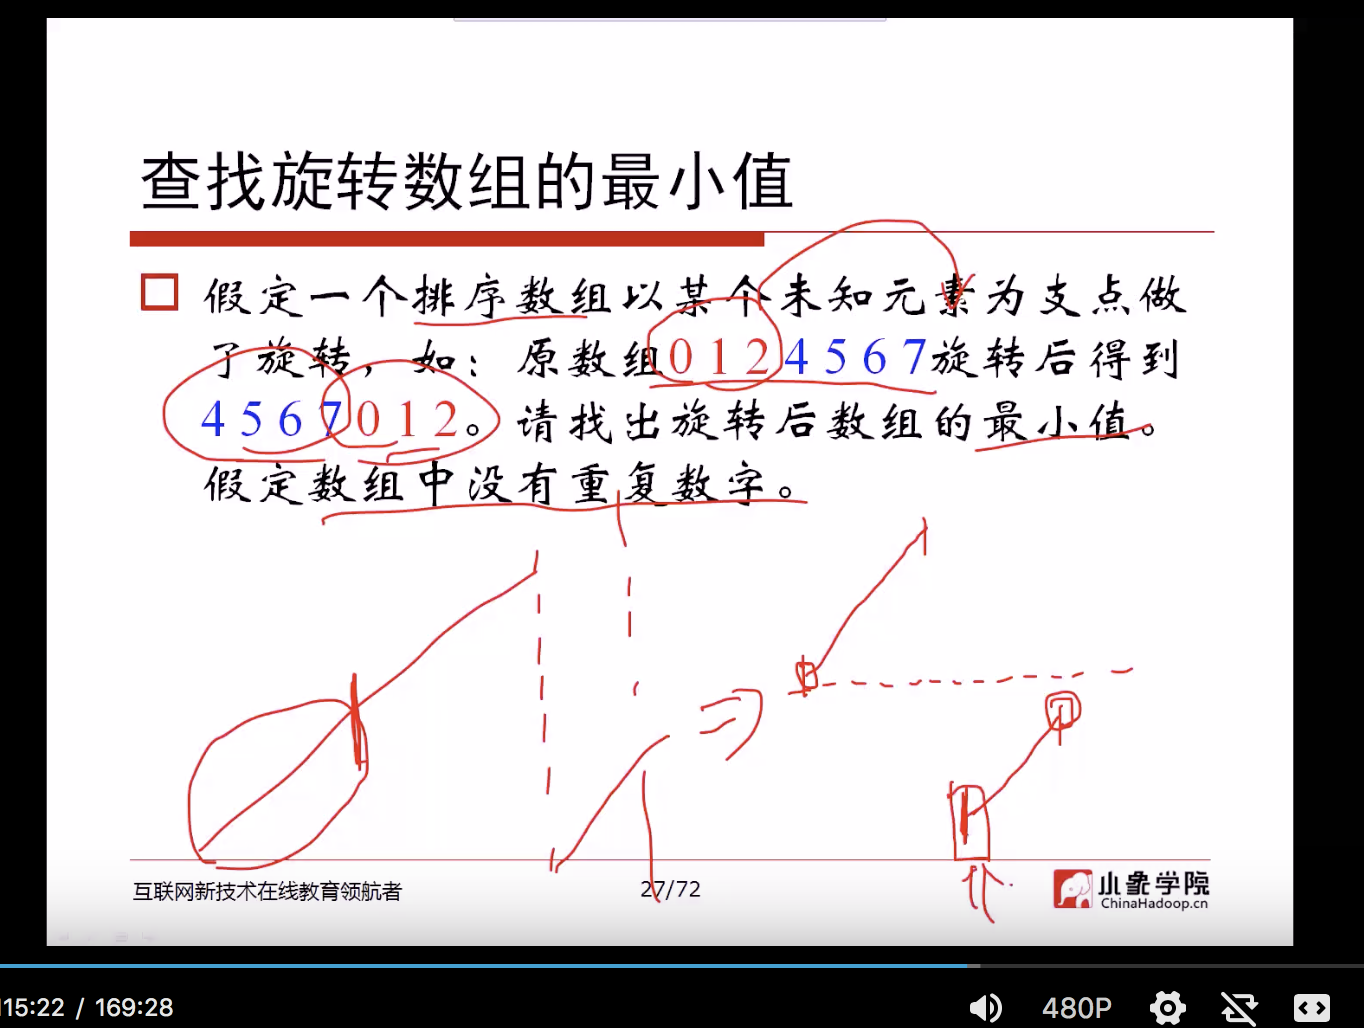 查找旋转数组的最小值
假定一个排序数组以某个未知元素为支点做
了旋转，如：原数组0 1 2 4 5 6 7旋转后得到
4 5 6 7 0 1 2。请找出旋转后数组的最小值。
假定数组中没有重复数字。
互联网新技术在线教育领航者
27/72
小象学院
ChinaHadoop.cn
115:22 / 169:28
480P